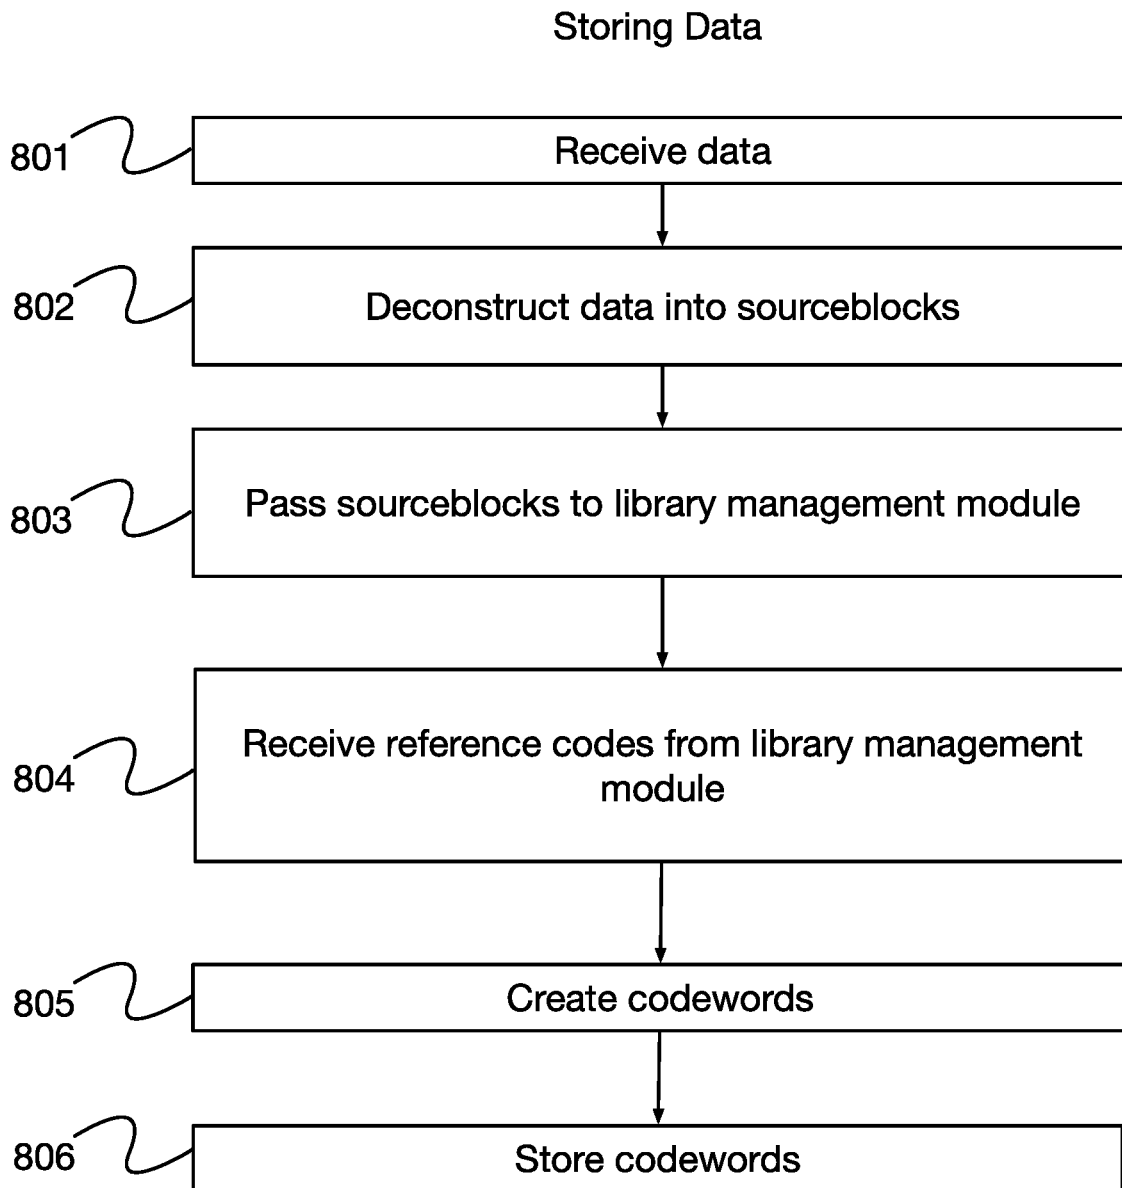 Storing Data
801
Receive data
802
Deconstruct data into sourceblocks
803
Pass sourceblocks to library management module
804
Receive reference codes from library management
module
805
Create codewords
806
Store codewords